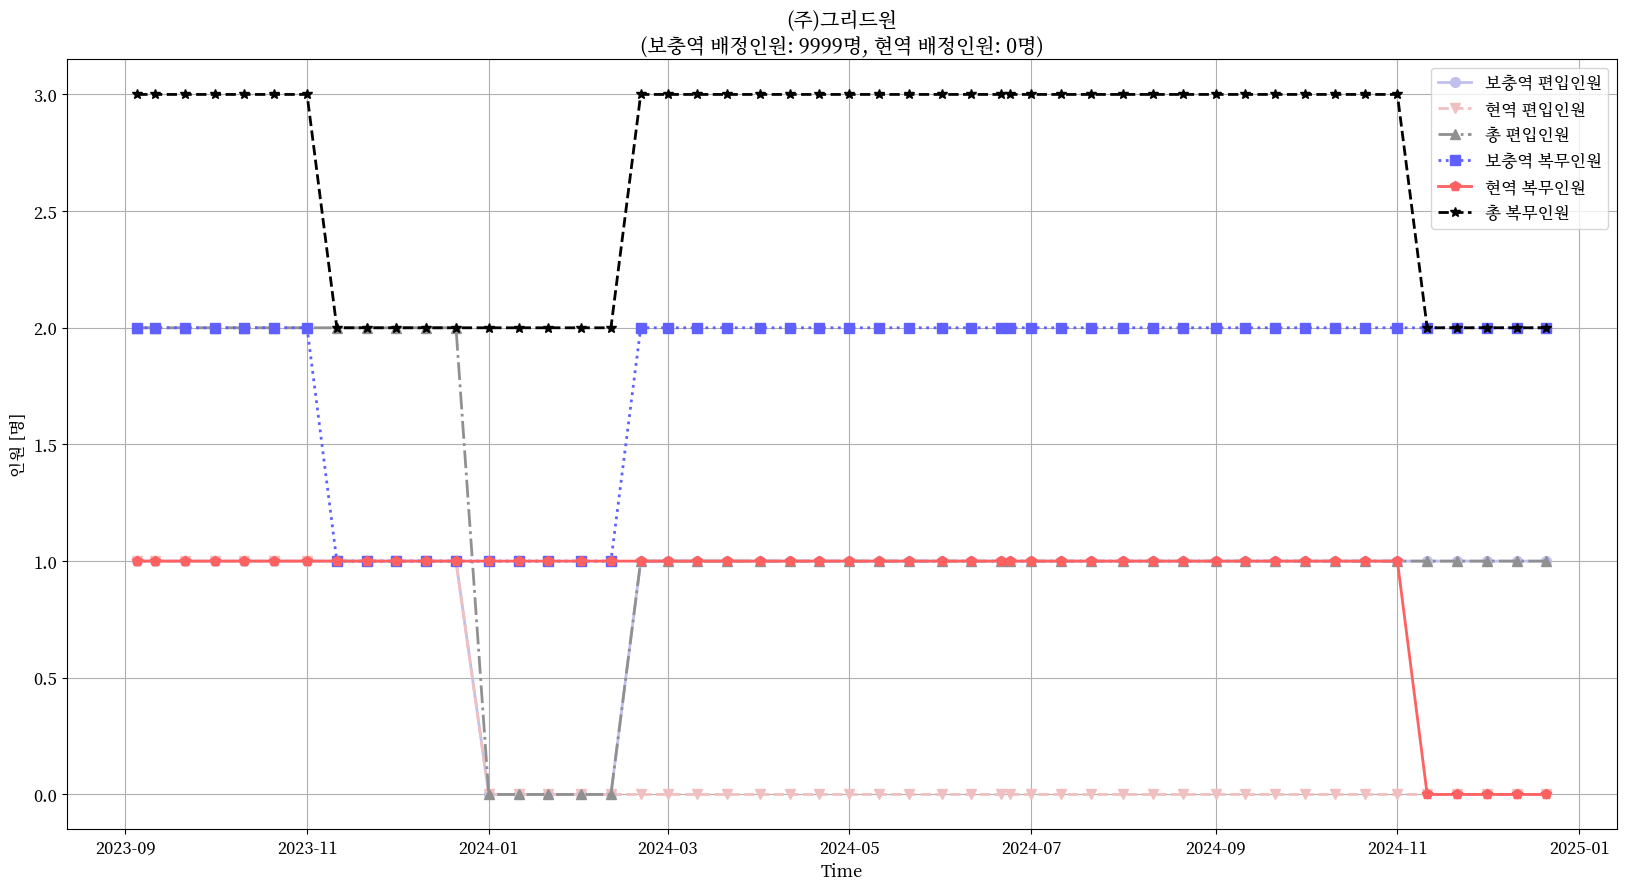 (주)그리드원
(보충역 배정인원: 9999명, 현역 배정인원: 0명)
보충역 편입인원
현역 편입인원
총 편입인원
보충역 복무인원
현역 복무인원
총 복무인원
인원 [명]
3.0
2.5
2.0
1.5
1.0
0.5
0.0
2023-09 2023-11 2024-01 2024-03 2024-05 2024-07 2024-09 2024-11 2025-01
Time